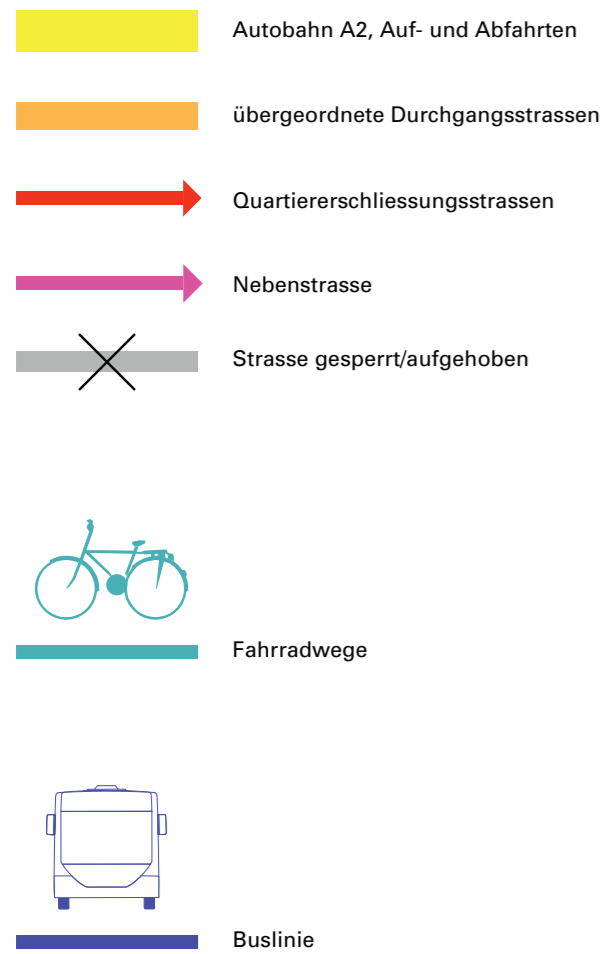 Autobahn A2, Auf- und Abfahrten
übergeordnete Durchgangsstrassen
Quartiererschliessungsstrassen
Nebenstrasse
Strasse gesperrt/aufgehoben
Fahrradwege
Buslinie